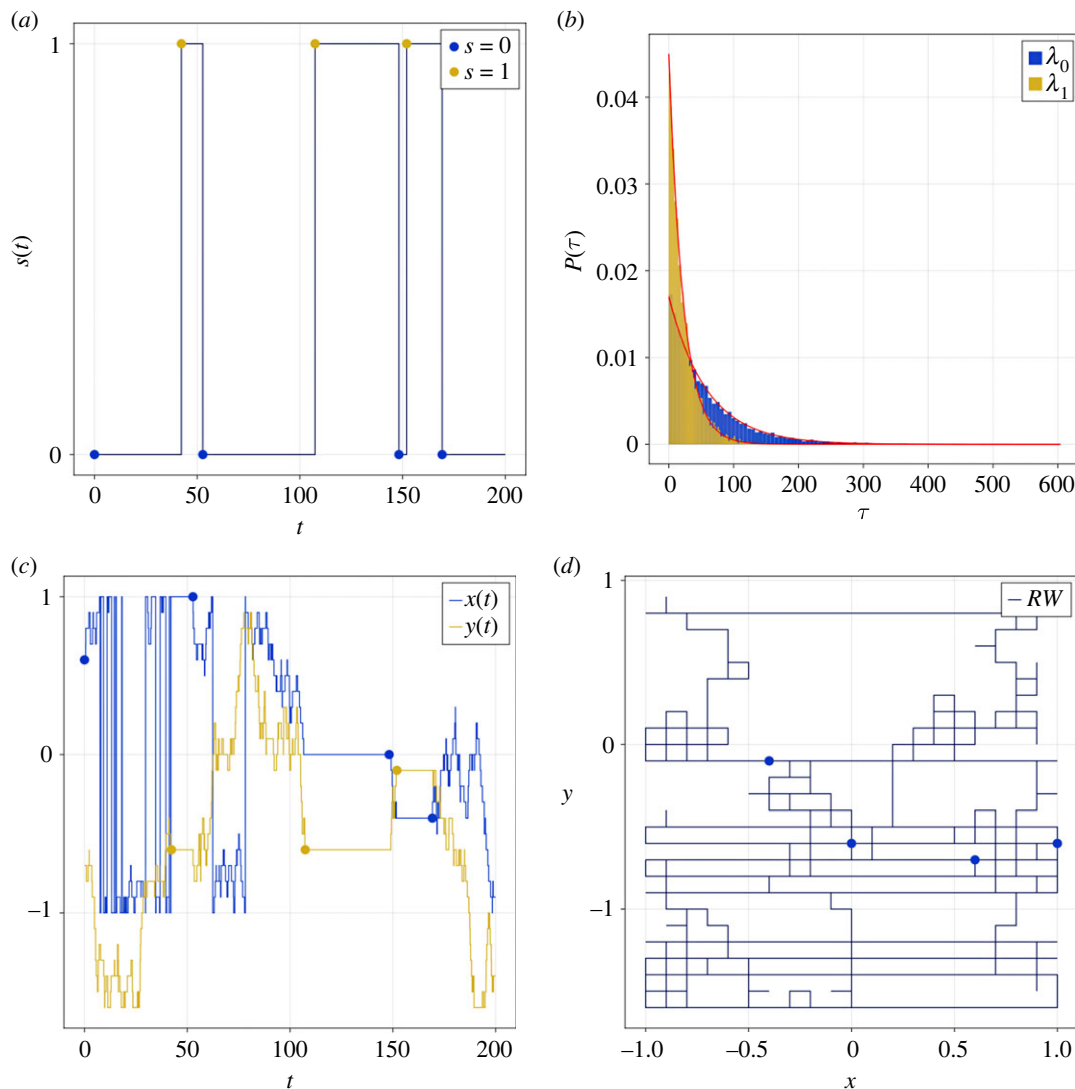 (a)
1
s = 0
s = 1
s(t)
0
0 50 100 150 200
t
(b)
λ0
λ1
0.04
0.03
0.02
0.01
0
P(τ)
0 100 200 300 400 500 600
τ
(c)
1
0
−1
x(t)
y(t)
0 50 100 150 200
t
(d)
1
0
−1
RW
y
−1.0 −0.5 0 0.5 1.0
x